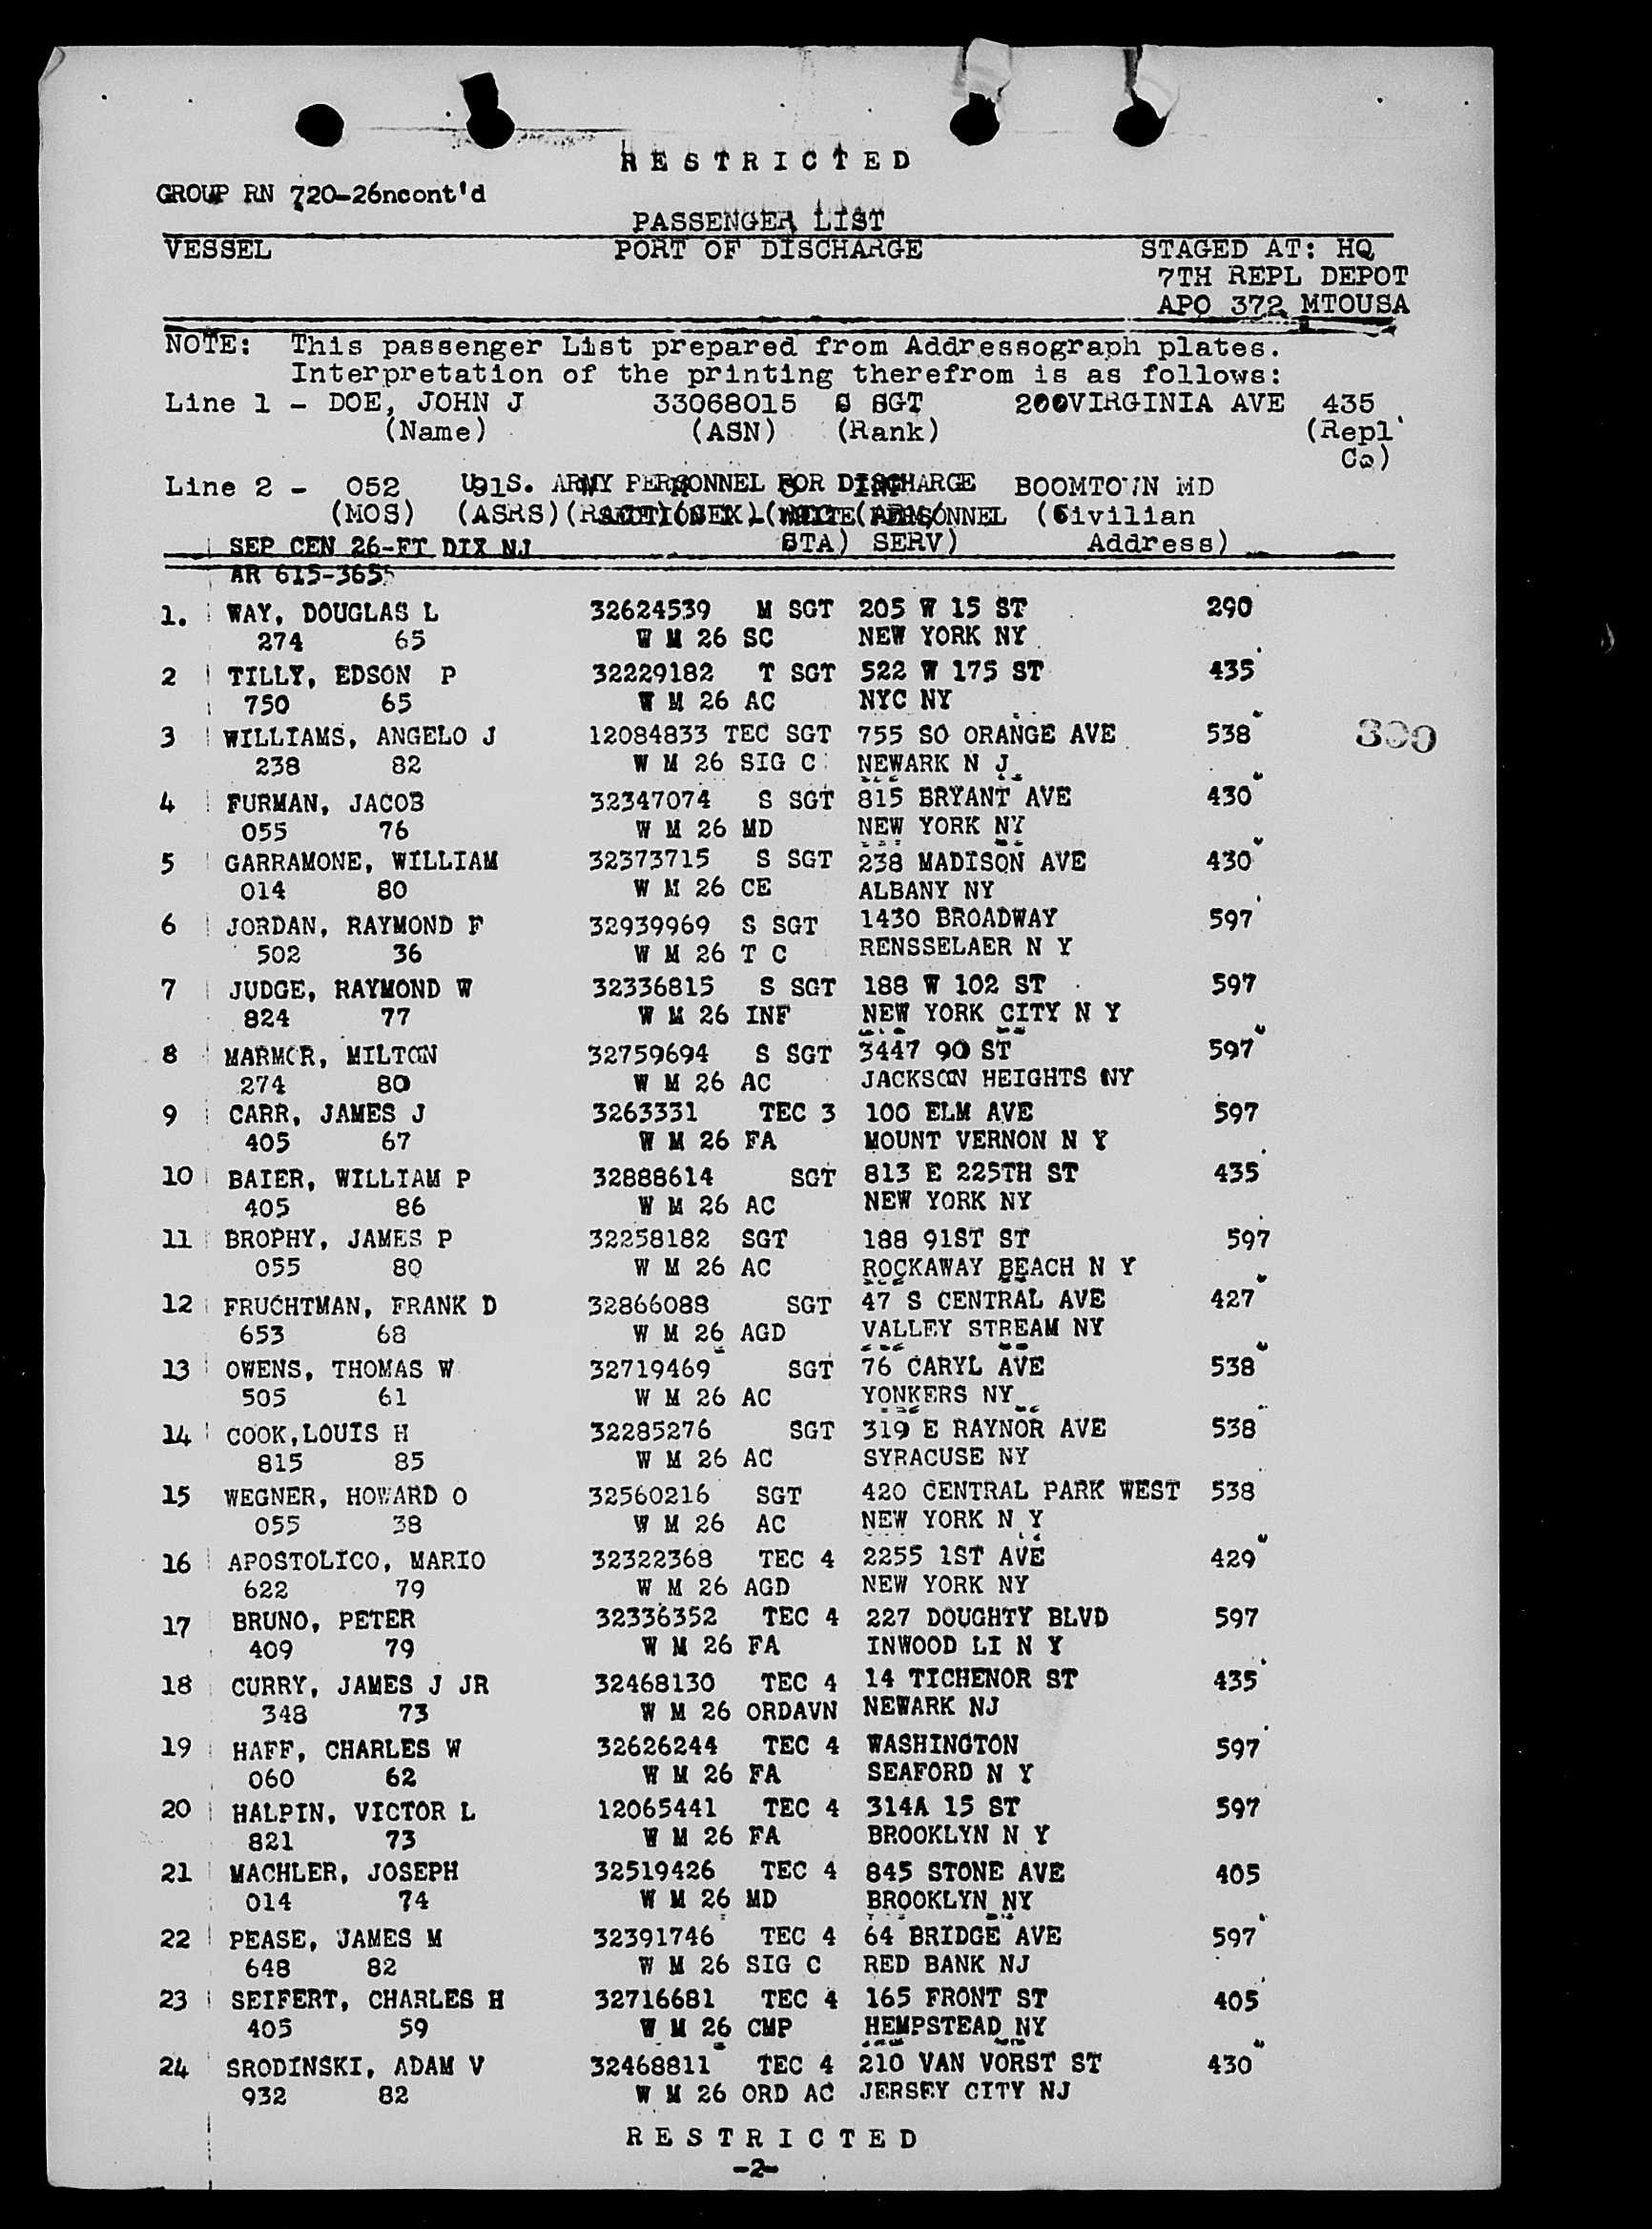 RESTRICTED
GROUP RN 720-26ncont'd
PASSENGER LIST
VESSEL PORT OF DISCHARGE STAGED AT: HQ
7TH REPL DEPOT
APO 372 MTOUSA
NOTE: This passenger List prepared from Addressograph plates.
Interpretation of the printing therefrom is as follows:
Line 1 - DOE, JOHN J 33068015 S SGT 200VIRGINIA AVE 435
(Name) (ASN) (Rank) (Repl
Co)
U.S. ARMY PERSONNEL FOR DISCHARGE
Line 2 - 052 91 BOOMTOWN MD
(MOS) (ASRS) PERSONNEL (Civilian
SEP CEN 26-FT DIX NJ STA) SERV) Address)
AR 615-365
1. WAY, DOUGLAS L 32624539 M SGT 205 W 15 ST 290
274 65 W M 26 SC NEW YORK NY
2 TILLY, EDSON P 32229182 T SGT 522 W 175 ST 435
750 65 W M 26 AC NYC NY
3 WILLIAMS, ANGELO J 12084833 TEC SGT 755 SO ORANGE AVE 538 300
238 82 W M 26 SIG C NEWARK N J
4 FURMAN, JACOB 32347074 S SGT 815 BRYANT AVE 430
055 76 W M 26 MD NEW YORK NY
5 GARRAMONE, WILLIAM 32373715 S SGT 238 MADISON AVE 430
014 80 W M 26 CE ALBANY NY
6 JORDAN, RAYMOND F 32939969 S SGT 1430 BROADWAY 597
502 36 W M 26 T C RENSSELAER N Y
7 JUDGE, RAYMOND W 32336815 S SGT 188 W 102 ST 597
824 77 W M 26 INF NEW YORK CITY N Y
8 MARMOR, MILTON 32759694 S SGT 3447 90 ST 597
274 80 W M 26 AC JACKSON HEIGHTS NY
9 CARR, JAMES J 3263331 TEC 3 100 ELM AVE 597
405 67 W M 26 FA MOUNT VERNON N Y
10 BAIER, WILLIAM P 32888614 SGT 813 E 225TH ST 435
405 86 W M 26 AC NEW YORK NY
11 BROPHY, JAMES P 32258182 SGT 188 91ST ST 597
055 80 W M 26 AC ROCKAWAY BEACH N Y
12 FRUCHTMAN, FRANK D 32866088 SGT 47 S CENTRAL AVE 427
653 68 W M 26 AGD VALLEY STREAM NY
13 OWENS, THOMAS W 32719469 SGT 76 CARYL AVE 538
505 61 W M 26 AC YONKERS NY
14 COOK,LOUIS H 32285276 SGT 319 E RAYNOR AVE 538
815 85 W M 26 AC SYRACUSE NY
15 WEGNER, HOWARD O 32560216 SGT 420 CENTRAL PARK WEST 538
055 38 W M 26 AC NEW YORK N Y
16 APOSTOLICO, MARIO 32322368 TEC 4 2255 1ST AVE 429
622 79 W M 26 AGD NEW YORK NY
17 BRUNO, PETER 32336352 TEC 4 227 DOUGHTY BLVD 597
409 79 W M 26 FA INWOOD LI N Y
18 CURRY, JAMES J JR 32468130 TEC 4 14 TICHENOR ST 435
348 73 W M 26 ORDAVN NEWARK NJ
19 HAFF, CHARLES W 32626244 TEC 4 WASHINGTON 597
060 62 W M 26 FA SEAFORD N Y
20 HALPIN, VICTOR L 12065441 TEC 4 314A 15 ST 597
821 73 W M 26 FA BROOKLYN N Y
21 MACHLER, JOSEPH 32519426 TEC 4 845 STONE AVE 405
014 74 W M 26 MD BROOKLYN NY
22 PEASE, JAMES M 32391746 TEC 4 64 BRIDGE AVE 597
648 82 W M 26 SIG C RED BANK NJ
23 SEIFERT, CHARLES H 32716681 TEC 4 165 FRONT ST 405
405 59 W M 26 CMP HEMPSTEAD NY
24 SRODINSKI, ADAM V 32468811 TEC 4 210 VAN VORST ST 430
932 82 W M 26 ORD AC JERSEY CITY NJ
RESTRICTED
-2-